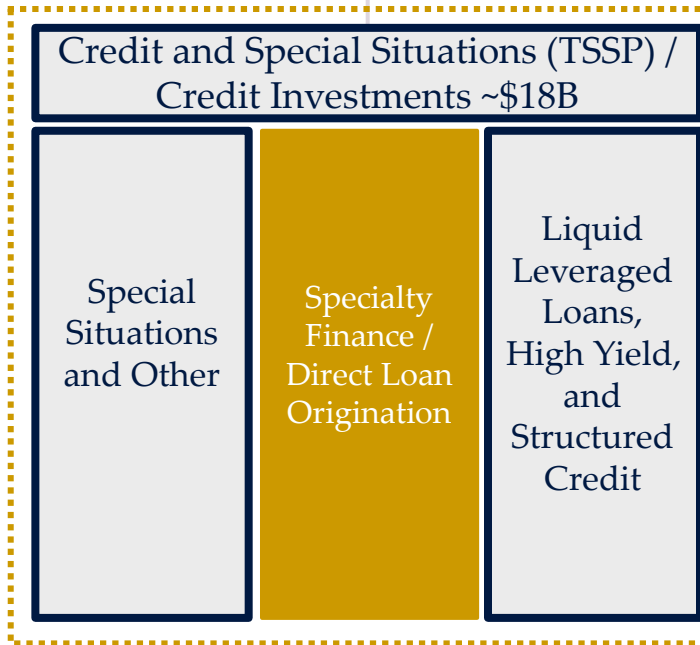 Credit and Special Situations (TSSP) /
Credit Investments ~$18B
Special
Situations
and Other
Specialty
Finance /
Direct Loan
Origination
Liquid
Leveraged
Loans,
High Yield,
and
Structured
Credit